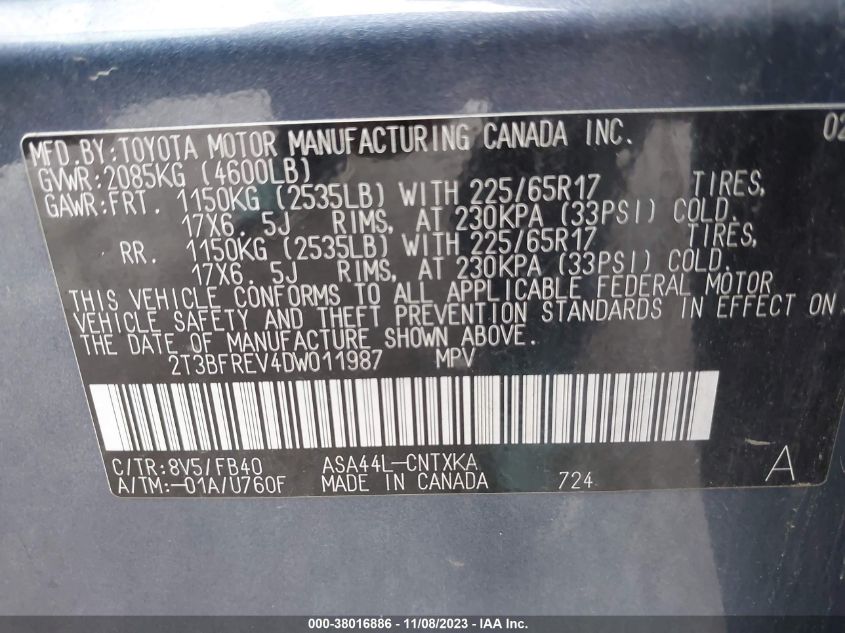 MFD.BY:TOYOTA MOTOR MANUFACTURING CANADA INC. 02
GVWR:2085KG (4600LB)
GAWR:FRT. 1150KG (2535LB) WITH 225/65R17 TIRES,
17X6. 5J RIMS, AT 230KPA (33PSI) COLD.
RR. 1150KG (2535LB) WITH 225/65R17 TIRES,
17X6. 5J RIMS, AT 230KPA (33PSI) COLD.
THIS VEHICLE CONFORMS TO ALL APPLICABLE FEDERAL MOTOR
VEHICLE SAFETY AND THEFT PREVENTION STANDARDS IN EFFECT ON
THE DATE OF MANUFACTURE SHOWN ABOVE.
2T3BFREV4DW011987 MPV
C/TR:8V5/FB40 ASA44L-CNTXKA
A/TM:-01A/U760F MADE IN CANADA 724 A
000-38016886 - 11/08/2023 - IAA Inc.